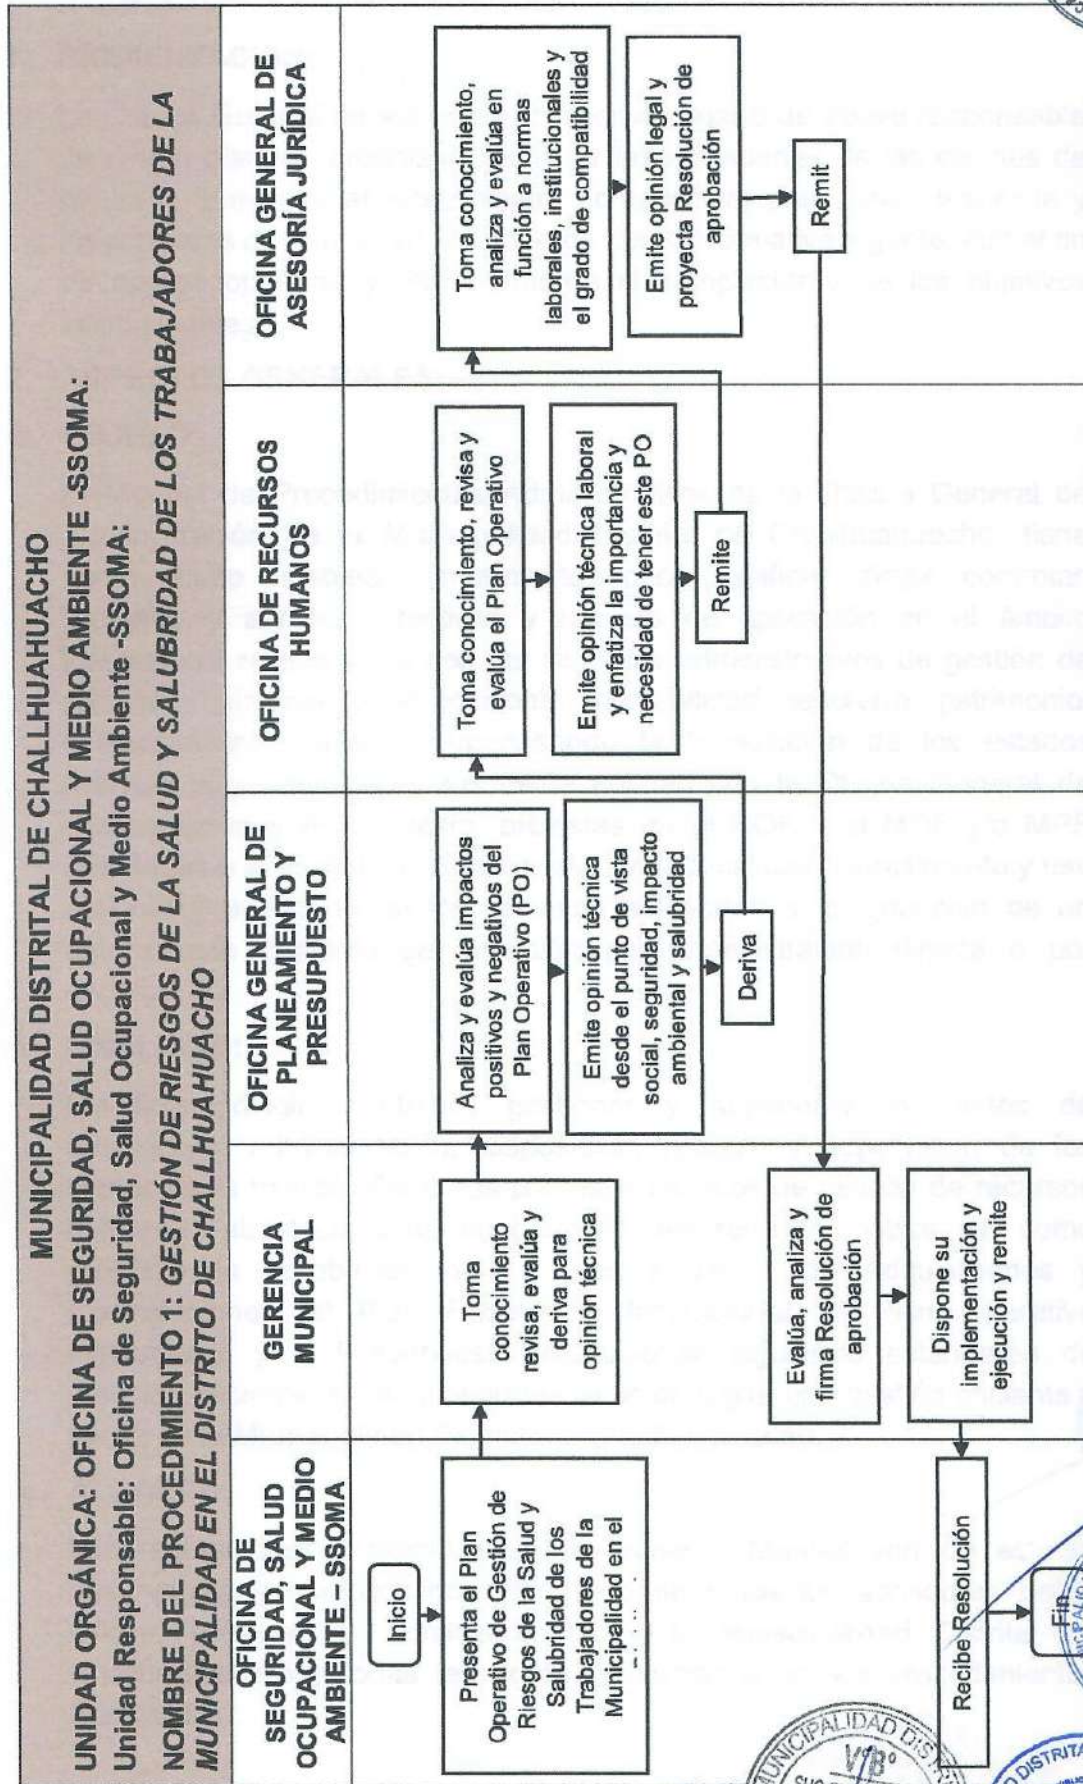 MUNICIPALIDAD DISTRITAL DE CHALLHUAHUACHO
UNIDAD ORGÁNICA: OFICINA DE SEGURIDAD, SALUD OCUPACIONAL Y MEDIO AMBIENTE -SSOMA:
Unidad Responsable: Oficina de Seguridad, Salud Ocupacional y Medio Ambiente -SSOMA:
NOMBRE DEL PROCEDIMIENTO 1: GESTIÓN DE RIESGOS DE LA SALUD Y SALUBRIDAD DE LOS TRABAJADORES DE LA
MUNICIPALIDAD EN EL DISTRITO DE CHALLHUAHUACHO
OFICINA DE
SEGURIDAD, SALUD
OCUPACIONAL Y MEDIO
AMBIENTE – SSOMA
GERENCIA
MUNICIPAL
OFICINA GENERAL DE
PLANEAMIENTO Y
PRESUPUESTO
OFICINA DE RECURSOS
HUMANOS
OFICINA GENERAL DE
ASESORÍA JURÍDICA
Inicio
Presenta el Plan
Operativo de Gestión de
Riesgos de la Salud y
Salubridad de los
Trabajadores de la
Municipalidad en el
Toma
conocimiento
revisa, evalúa y
deriva para
opinión técnica
Analiza y evalúa impactos
positivos y negativos del
Plan Operativo (PO)
Emite opinión técnica
desde el punto de vista
social, seguridad, impacto
ambiental y salubridad
Deriva
Toma conocimiento, revisa y
evalúa el Plan Operativo
Emite opinión técnica laboral
y enfatiza la importancia y
necesidad de tener este PO
Remite
Toma conocimiento,
analiza y evalúa en
función a normas
laborales, institucionales y
el grado de compatibilidad
Emite opinión legal y
proyecta Resolución de
aprobación
Remit
Evalúa, analiza y
firma Resolución de
aprobación
Dispone su
Implementación y
ejecución y remite
Recibe Resolución
Fin
MUNICIPALIDAD
V°B°
DISTRITA